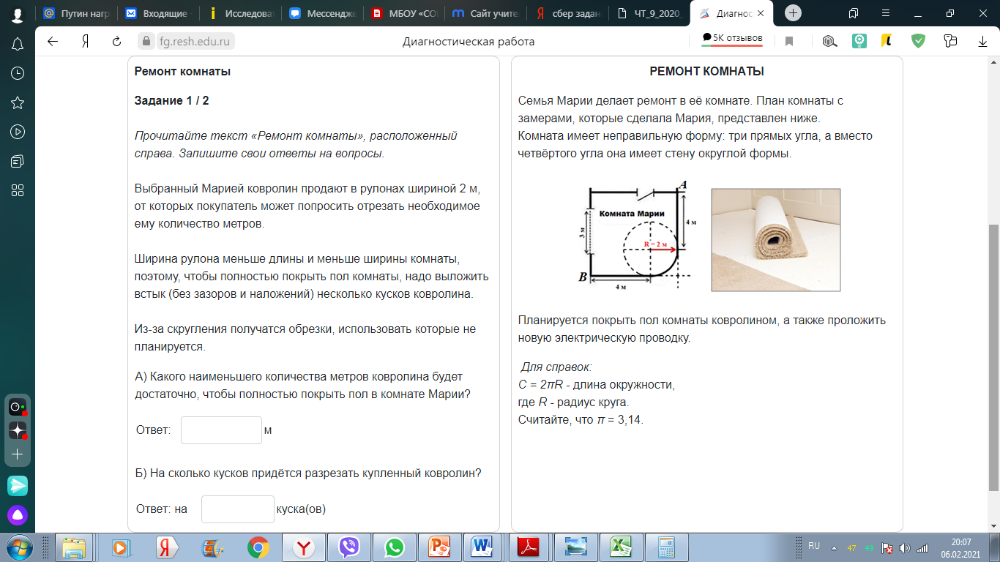 Путин нагр
Входящие
Исследоват
Мессендже
МБОУ «СО
Сайт учите
сбер задан
ЧТ_9_2020_
Диагнос
fg.resh.edu.ru
Диагностическая работа
5К отзывов
Ремонт комнаты
Задание 1 / 2
Прочитайте текст «Ремонт комнаты», расположенный
справа. Запишите свои ответы на вопросы.
Выбранный Марией ковролин продают в рулонах шириной 2 м,
от которых покупатель может попросить отрезать необходимое
ему количество метров.
Ширина рулона меньше длины и меньше ширины комнаты,
поэтому, чтобы полностью покрыть пол комнаты, надо выложить
встык (без зазоров и наложений) несколько кусков ковролина.
Из-за скругления получатся обрезки, использовать которые не
планируется.
А) Какого наименьшего количества метров ковролина будет
достаточно, чтобы полностью покрыть пол в комнате Марии?
Ответ: м
Б) На сколько кусков придётся разрезать купленный ковролин?
Ответ: на куска(ов)
РЕМОНТ КОМНАТЫ
Семья Марии делает ремонт в её комнате. План комнаты с
замерами, которые сделала Мария, представлен ниже.
Комната имеет неправильную форму: три прямых угла, а вместо
четвёртого угла она имеет стену округлой формы.
A
Комната Марии
4 м
3 м
R = 2 м
B
4 м
Планируется покрыть пол комнаты ковролином, а также проложить
новую электрическую проводку.
Для справок:
C = 2πR - длина окружности,
где R - радиус круга.
Считайте, что π = 3,14.
RU
47
49
20:07
06.02.2021